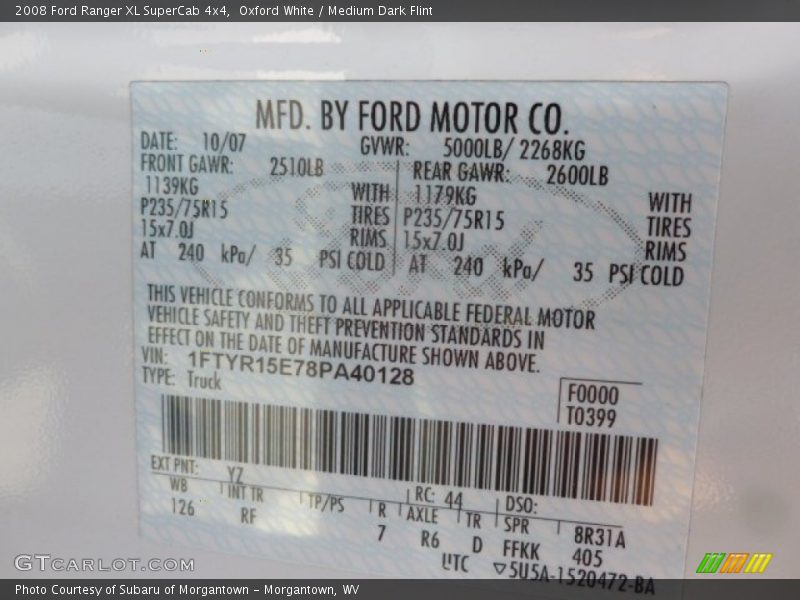 2008 Ford Ranger XL SuperCab 4x4, Oxford White / Medium Dark Flint
MFD. BY FORD MOTOR CO.
DATE: 10/07 GVWR: 5000LB/ 2268KG
FRONT GAWR: 2510LB REAR GAWR: 2600LB
1139KG WITH 1179KG WITH
P235/75R15 TIRES P235/75R15 TIRES
15x7.0J RIMS 15x7.0J RIMS
AT 240 kPa/ 35 PSI COLD AT 240 kPa/ 35 PSI COLD
THIS VEHICLE CONFORMS TO ALL APPLICABLE FEDERAL MOTOR
VEHICLE SAFETY AND THEFT PREVENTION STANDARDS IN
EFFECT ON THE DATE OF MANUFACTURE SHOWN ABOVE.
VIN: 1FTYR15E78PA40128
TYPE: Truck
F0000
T0399
EXT PNT: YZ RC: 44 DSO:
WB INT TR TP/PS R AXLE TR SPR 8R31A
126 RF 7 R6 D FFKK 405
UTC ▽5U5A-1520472-BA
GTCARLOT.COM
Photo Courtesy of Subaru of Morgantown - Morgantown, WV